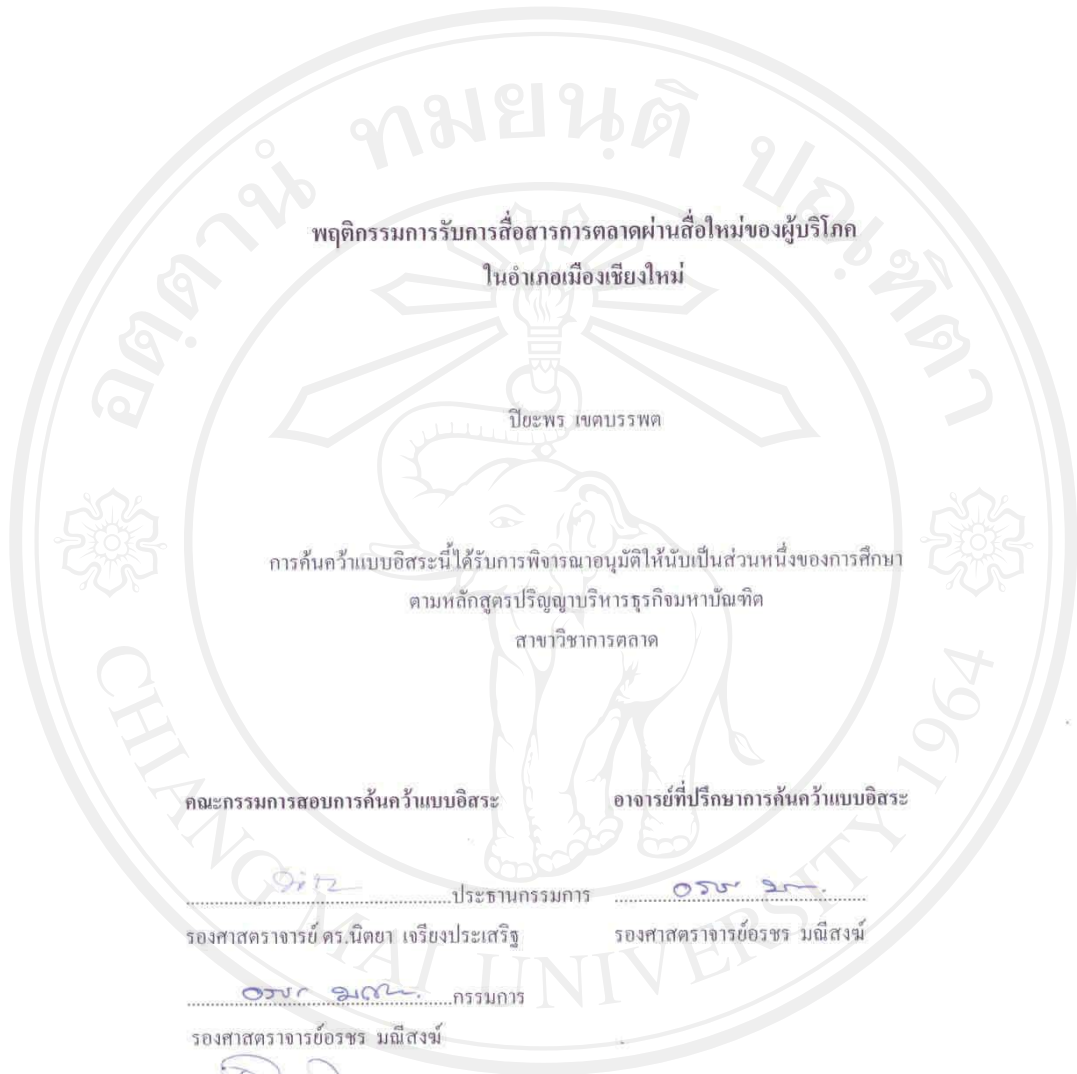 พฤติกรรมการรับการสื่อสารการตลาดผ่านสื่อใหม่ของผู้บริโภค
ในอำเภอเมืองเชียงใหม่
ปิยะพร เขตบรรพต
การค้นคว้าแบบอิสระนี้ได้รับการพิจารณาอนุมัติให้นับเป็นส่วนหนึ่งของการศึกษา
ตามหลักสูตรปริญญาบริหารธุรกิจมหาบัณฑิต
สาขาวิชาการตลาด
คณะกรรมการสอบการค้นคว้าแบบอิสระ อาจารย์ที่ปรึกษาการค้นคว้าแบบอิสระ
ประธานกรรมการ
รองศาสตราจารย์ ดร.นิตยา เจรียงประเสริฐ รองศาสตราจารย์อรชร มณีสงฆ์
กรรมการ
รองศาสตราจารย์อรชร มณีสงฆ์
อตฺตานํ ทมยนฺติ ปณฺฑิตา
CHIANG MAI UNIVERSITY 1964